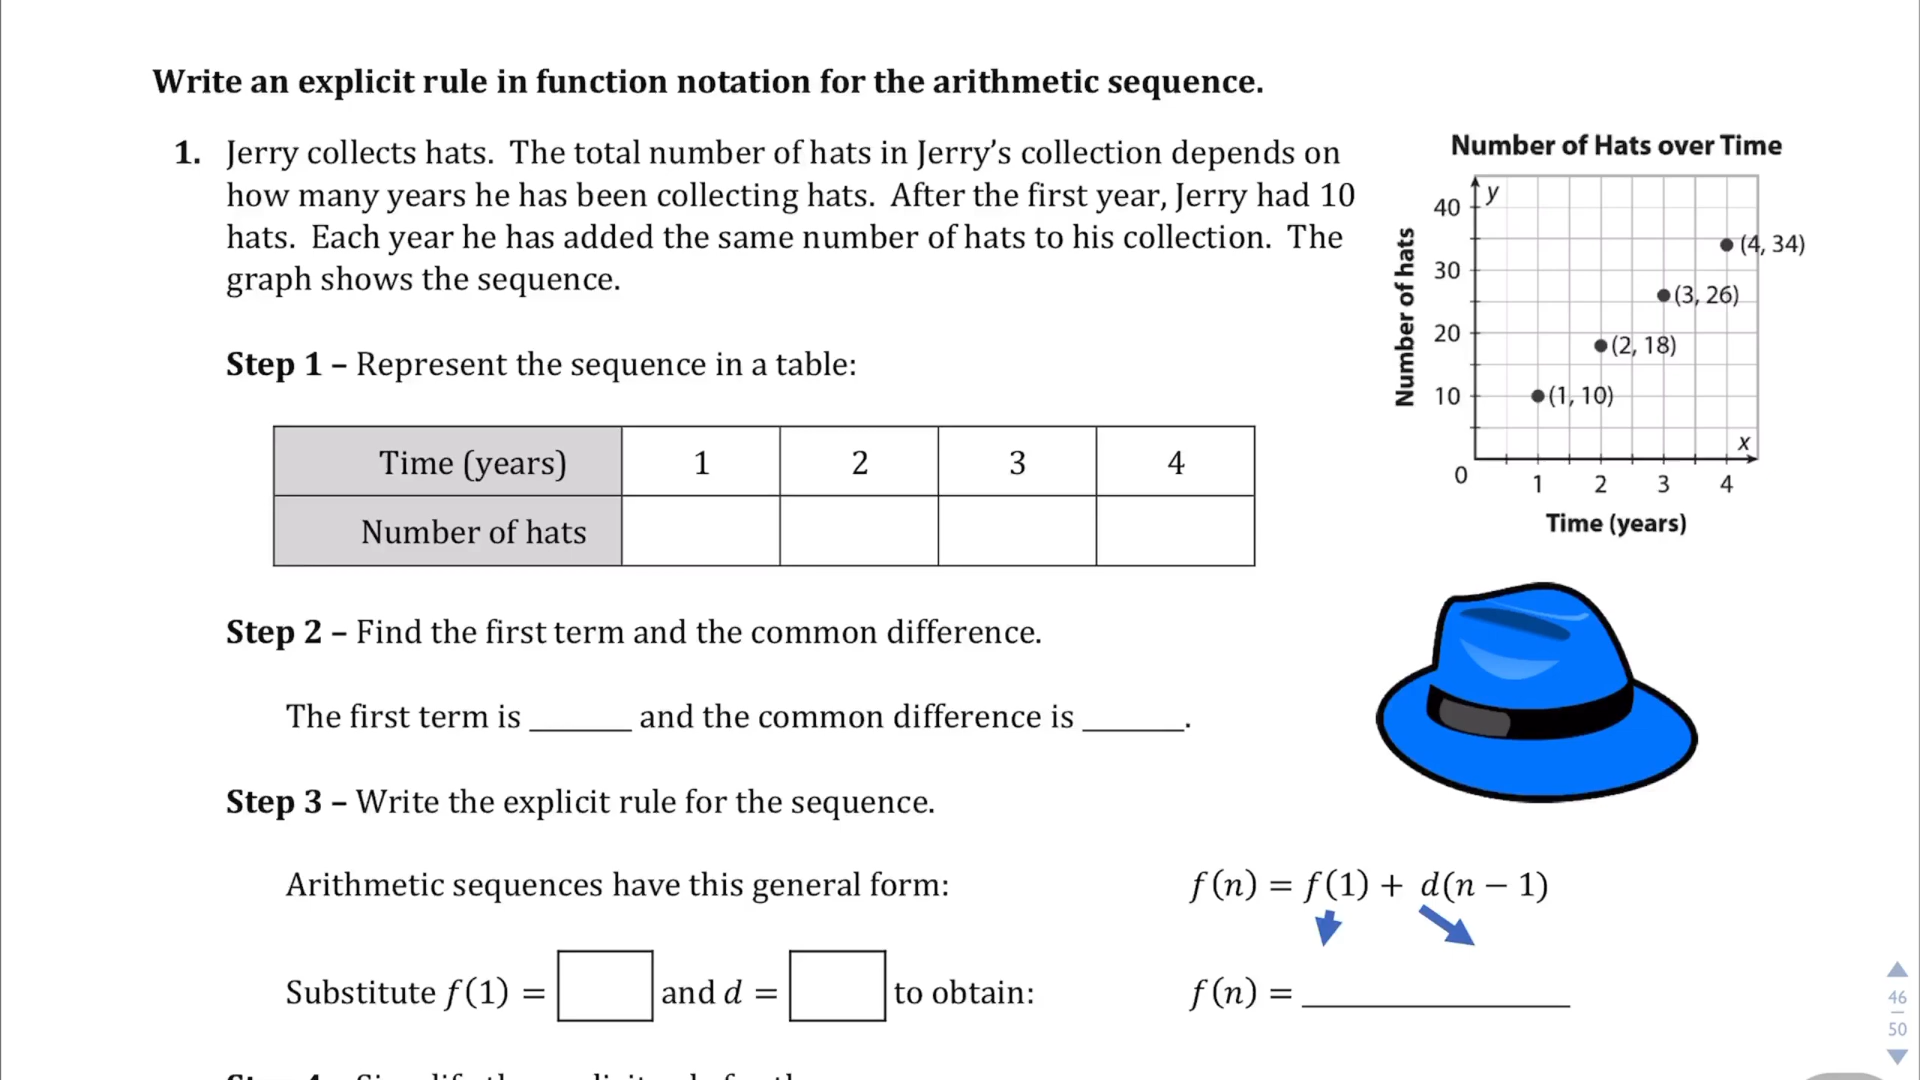 Write an explicit rule in function notation for the arithmetic sequence.
1. Jerry collects hats. The total number of hats in Jerry’s collection depends on
how many years he has been collecting hats. After the first year, Jerry had 10
hats. Each year he has added the same number of hats to his collection. The
graph shows the sequence.
Number of Hats over Time
y
40
30
20
10
0
Number of hats
(4, 34)
(3, 26)
(2, 18)
(1, 10)
x
1 2 3 4
Time (years)
Step 1 – Represent the sequence in a table:
Time (years) 1 2 3 4
Number of hats
Step 2 – Find the first term and the common difference.
The first term is ______ and the common difference is ______.
Step 3 – Write the explicit rule for the sequence.
Arithmetic sequences have this general form: f(n) = f(1) + d(n − 1)
Substitute f(1) = and d = to obtain: f(n) = ________________
46
50